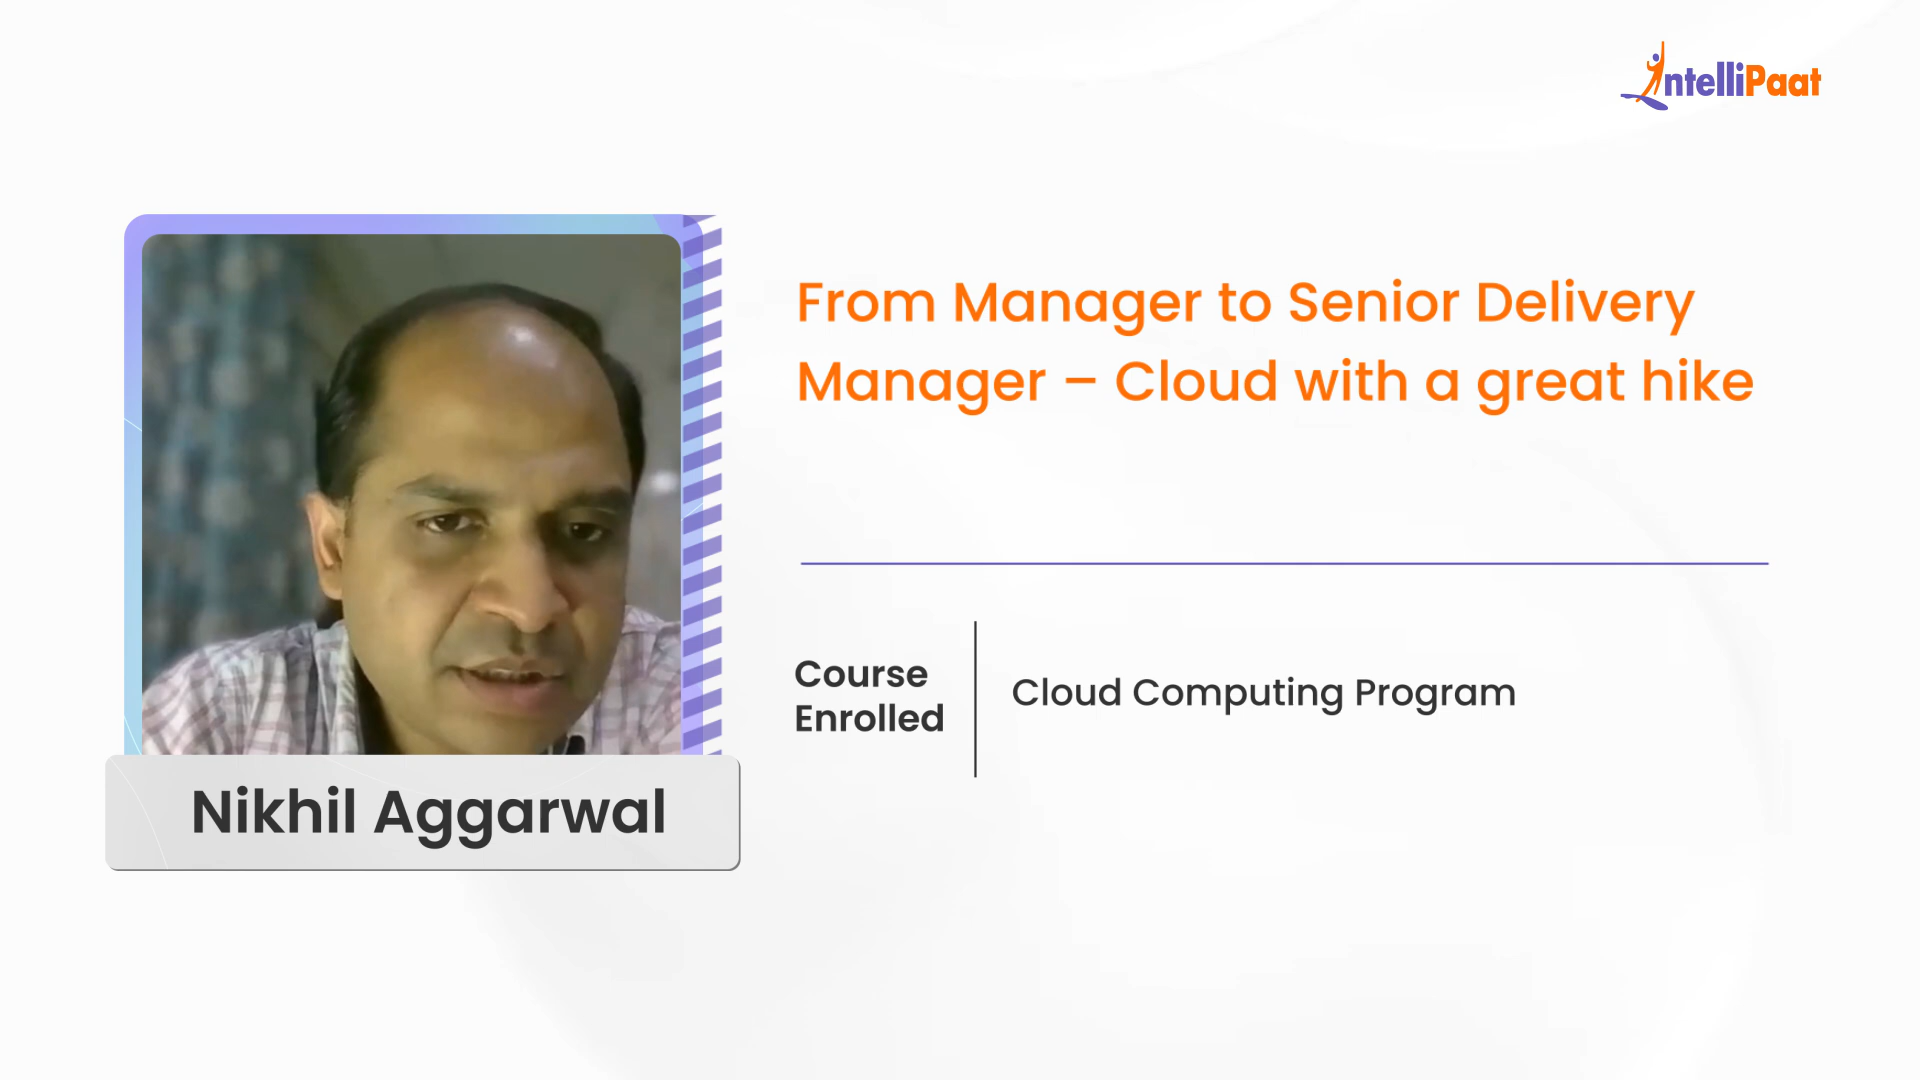 IntelliPaat
From Manager to Senior Delivery
Manager – Cloud with a great hike
Course
Enrolled
Cloud Computing Program
Nikhil Aggarwal